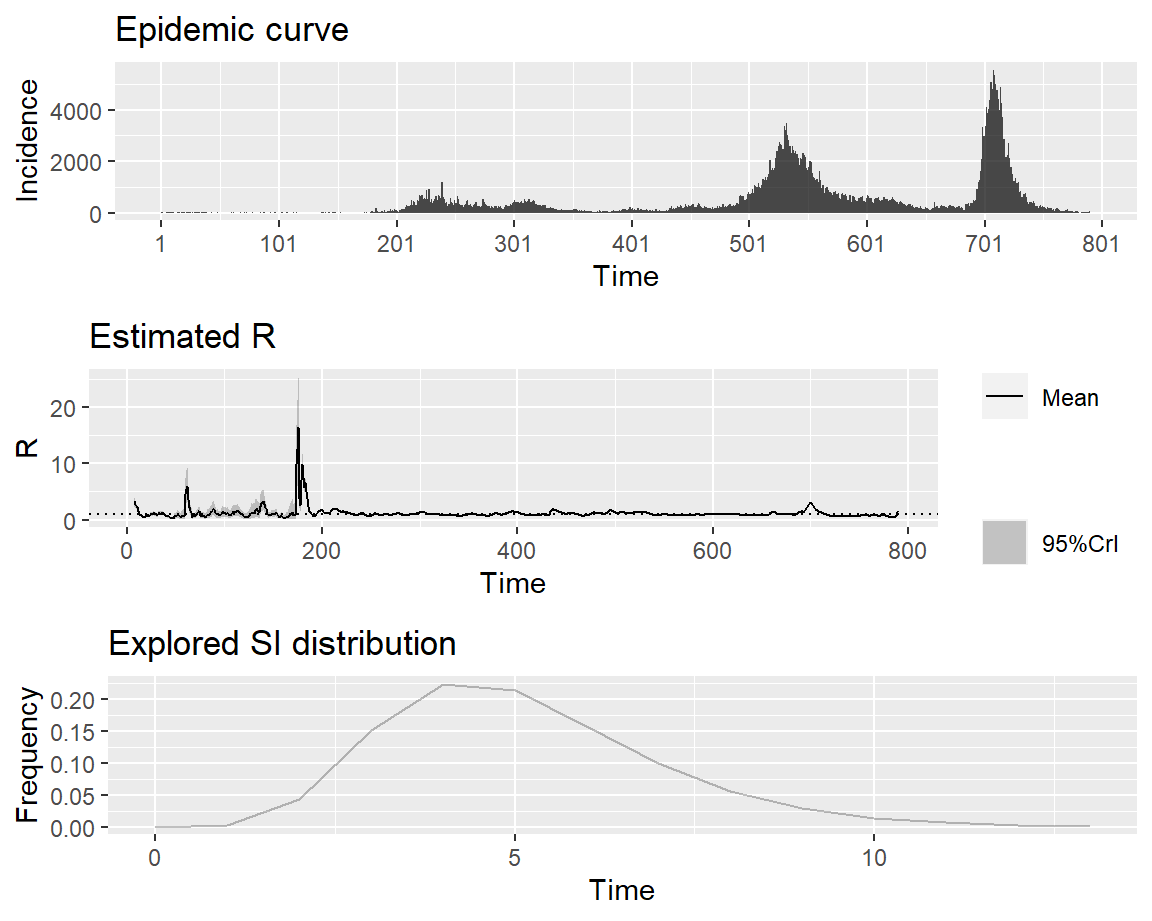 Epidemic curve
Incidence
4000
2000
0
1 101 201 301 401 501 601 701 801
Time
Estimated R
R
20
10
0
0 200 400 600 800
Time
Mean
95%CrI
Explored SI distribution
Frequency
0.20
0.15
0.10
0.05
0.00
0 5 10
Time